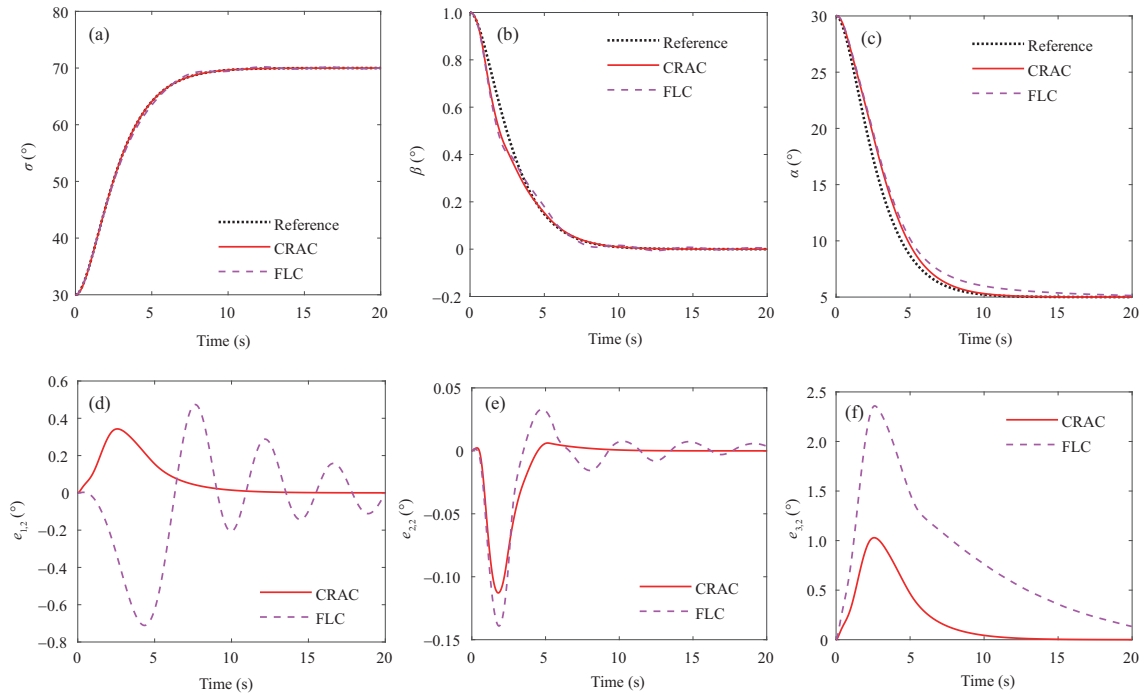 (a)
80
70
60
50
40
30
σ (°)
Reference
CRAC
FLC
0
5
10
15
20
Time (s)
(b)
1.0
0.8
0.6
0.4
0.2
0
−0.2
β (°)
Reference
CRAC
FLC
0
5
10
15
20
Time (s)
(c)
30
25
20
15
10
5
α (°)
Reference
CRAC
FLC
0
5
10
15
20
Time (s)
(d)
0.6
0.4
0.2
0
−0.2
−0.4
−0.6
−0.8
e1,2 (°)
CRAC
FLC
0
5
10
15
20
Time (s)
(e)
0.05
0
−0.05
−0.10
−0.15
e2,2 (°)
CRAC
FLC
0
5
10
15
20
Time (s)
(f)
2.5
2.0
1.5
1.0
0.5
0
e3,2 (°)
CRAC
FLC
0
5
10
15
20
Time (s)